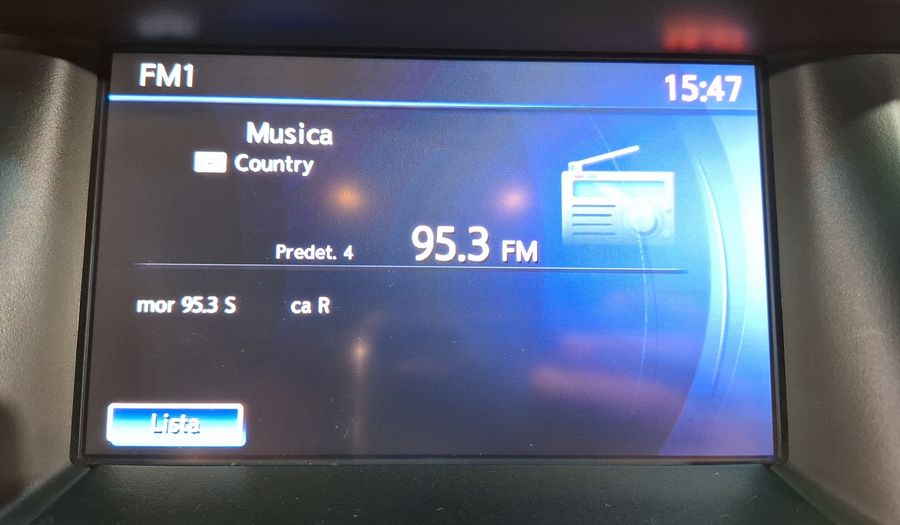 FM1 15:47
Musica
Country
Predet. 4 95.3 FM
mor 95.3 S ca R
Lista